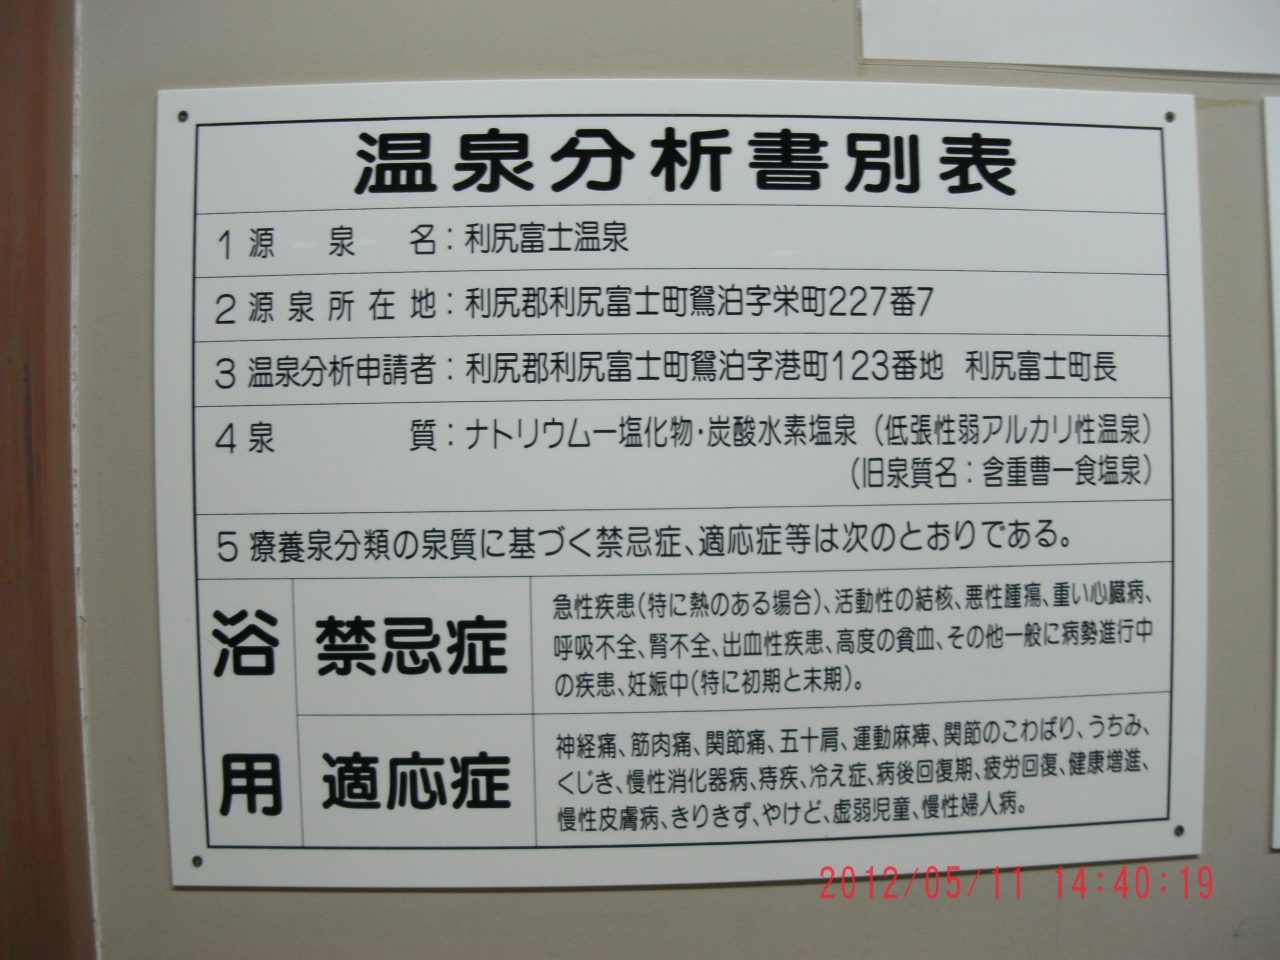 温泉分析書別表
1 源泉名：利尻富士温泉
2 源泉所在地：利尻郡利尻富士町鴛泊字栄町227番7
3 温泉分析申請者：利尻郡利尻富士町鴛泊字港町123番地 利尻富士町長
4 泉質：ナトリウム－塩化物・炭酸水素塩泉（低張性弱アルカリ性温泉）
（旧泉質名：含重曹－食塩泉）
5 療養泉分類の泉質に基づく禁忌症、適応症等は次のとおりである。
浴用
禁忌症
急性疾患(特に熱のある場合)、活動性の結核、悪性腫瘍、重い心臓病、
呼吸不全、腎不全、出血性疾患、高度の貧血、その他一般に病勢進行中
の疾患、妊娠中(特に初期と末期)。
適応症
神経痛、筋肉痛、関節痛、五十肩、運動麻痺、関節のこわばり、うちみ、
くじき、慢性消化器病、痔疾、冷え症、病後回復期、疲労回復、健康増進、
慢性皮膚病、きりきず、やけど、虚弱児童、慢性婦人病。
2012/05/11 14:40:19